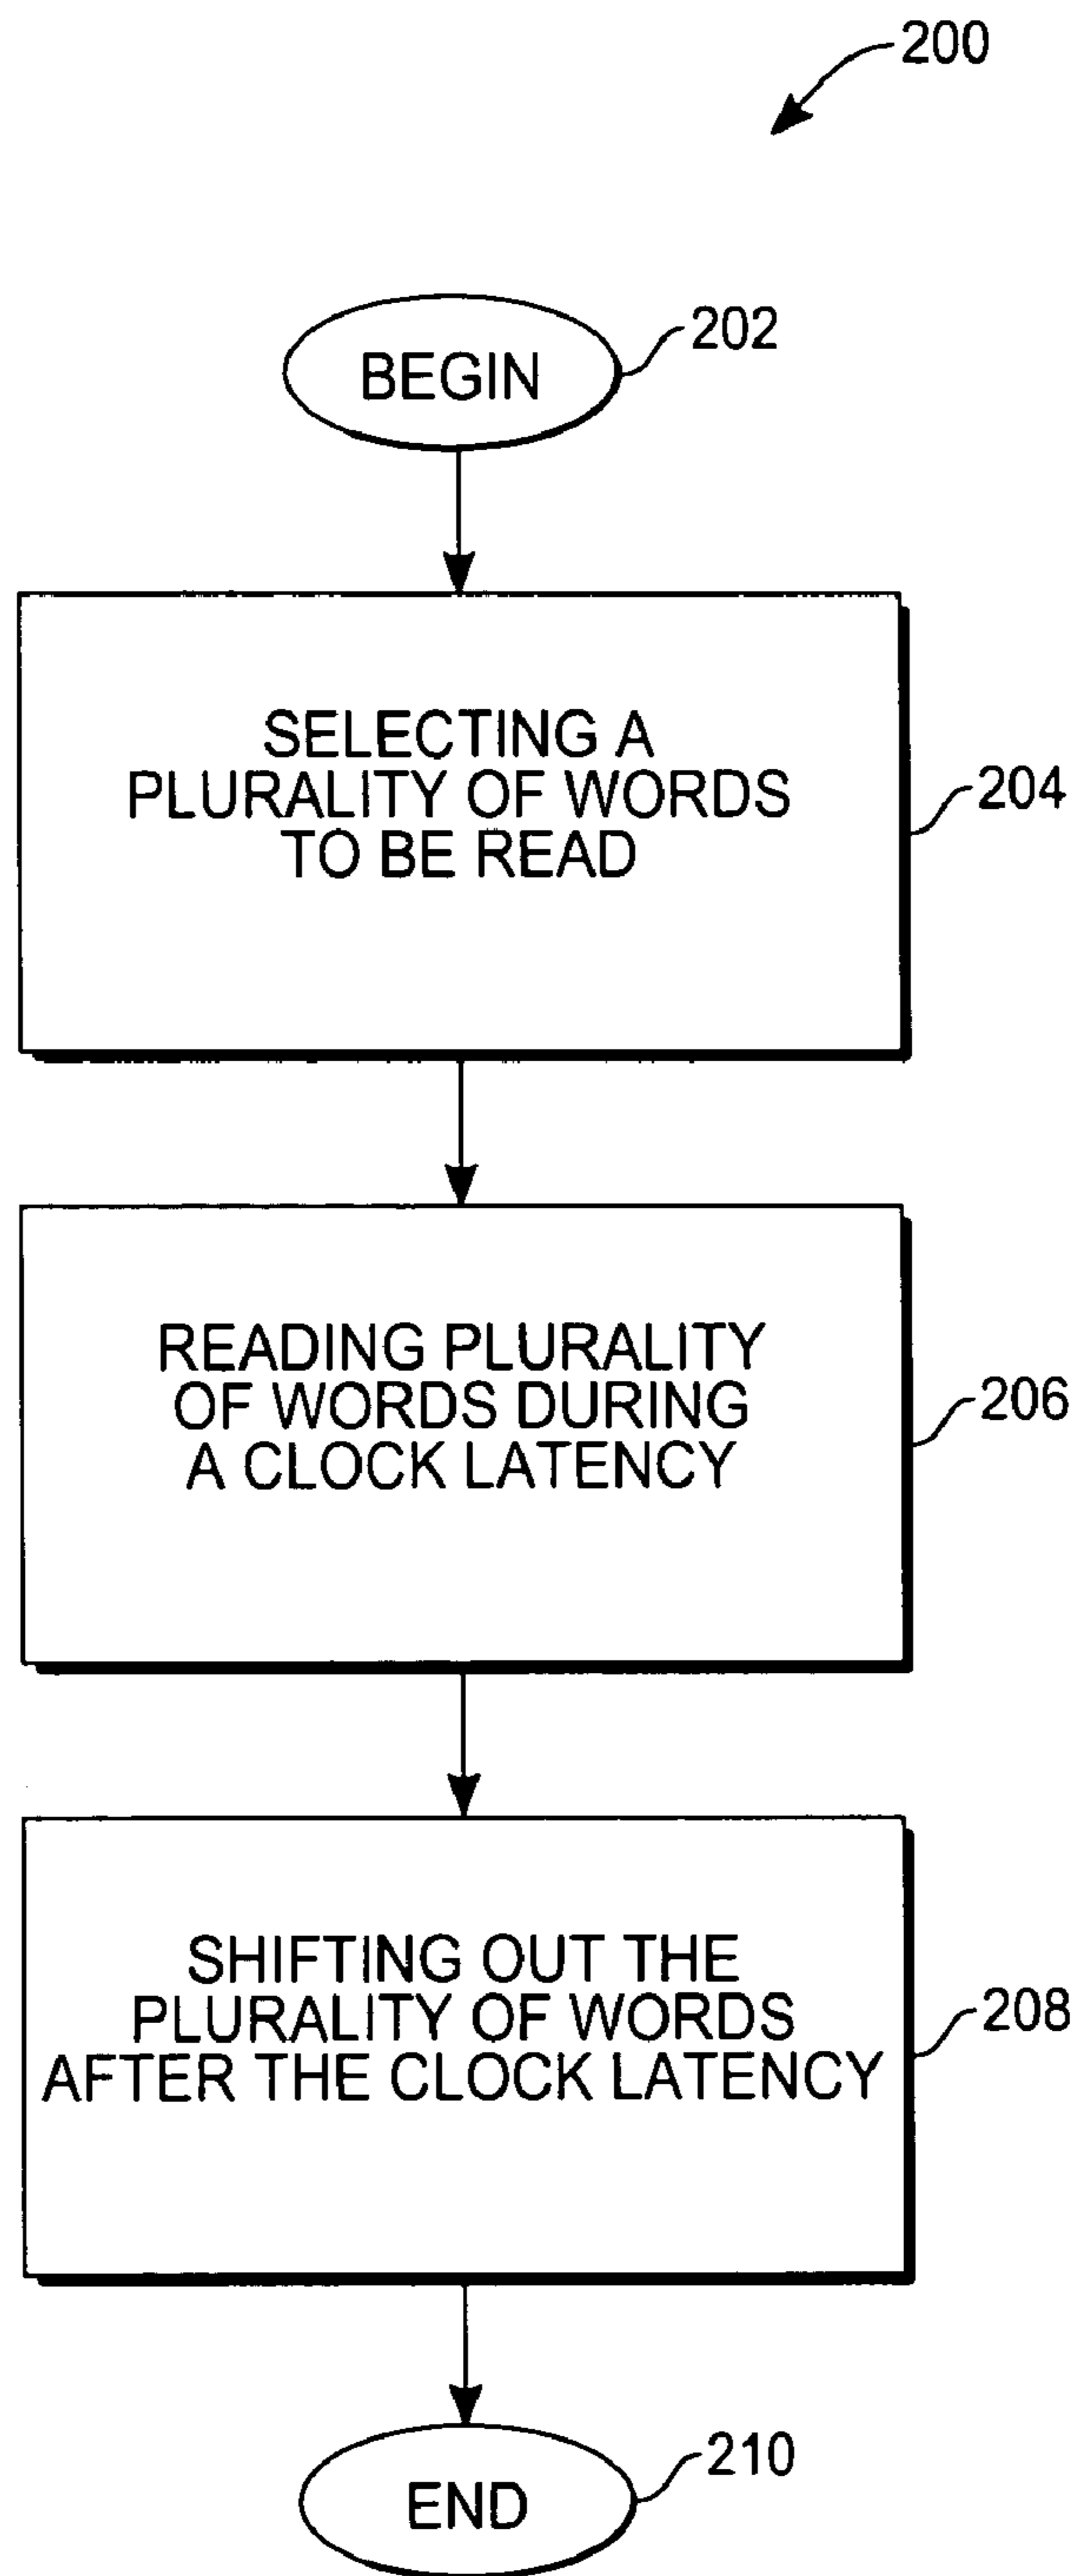 200
BEGIN
202
SELECTING A
PLURALITY OF WORDS
TO BE READ
204
READING PLURALITY
OF WORDS DURING
A CLOCK LATENCY
206
SHIFTING OUT THE
PLURALITY OF WORDS
AFTER THE CLOCK LATENCY
208
END
210